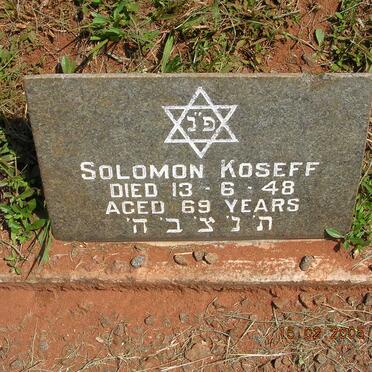 פ״נ
SOLOMON KOSEFF
DIED 13 - 6 - 48
AGED 69 YEARS
ת׳נ׳צ׳ב׳ה׳